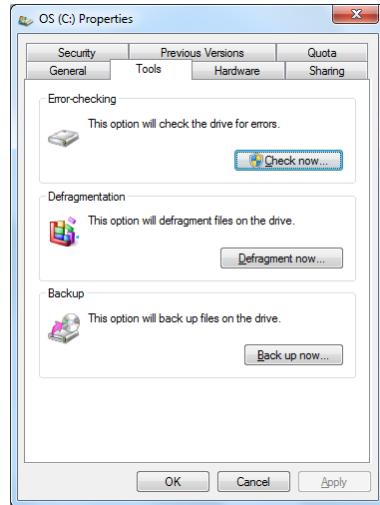 OS (C:) Properties
Security Previous Versions Quota
General Tools Hardware Sharing
Error-checking
This option will check the drive for errors.
Check now...
Defragmentation
This option will defragment files on the drive.
Defragment now...
Backup
This option will back up files on the drive.
Back up now...
OK Cancel Apply